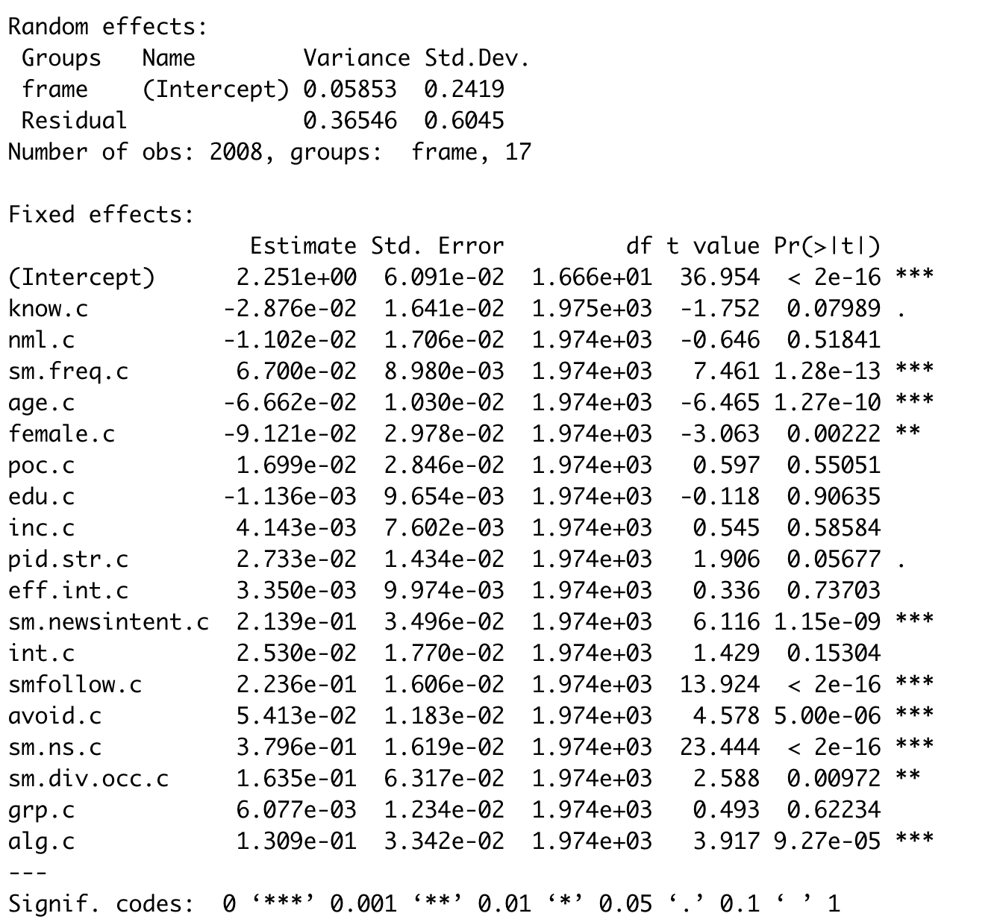 Random effects:
 Groups   Name        Variance Std.Dev.
 frame    (Intercept) 0.05853  0.2419
 Residual             0.36546  0.6045
Number of obs: 2008, groups:  frame, 17

Fixed effects:
                  Estimate Std. Error         df t value Pr(>|t|)
(Intercept)      2.251e+00  6.091e-02  1.666e+01  36.954  < 2e-16 ***
know.c          -2.876e-02  1.641e-02  1.975e+03  -1.752  0.07989 .
nml.c           -1.102e-02  1.706e-02  1.974e+03  -0.646  0.51841
sm.freq.c        6.700e-02  8.980e-03  1.974e+03   7.461 1.28e-13 ***
age.c           -6.662e-02  1.030e-02  1.974e+03  -6.465 1.27e-10 ***
female.c        -9.121e-02  2.978e-02  1.974e+03  -3.063  0.00222 **
poc.c            1.699e-02  2.846e-02  1.974e+03   0.597  0.55051
edu.c           -1.136e-03  9.654e-03  1.974e+03  -0.118  0.90635
inc.c            4.143e-03  7.602e-03  1.974e+03   0.545  0.58584
pid.str.c        2.733e-02  1.434e-02  1.974e+03   1.906  0.05677 .
eff.int.c        3.350e-03  9.974e-03  1.974e+03   0.336  0.73703
sm.newsintent.c  2.139e-01  3.496e-02  1.974e+03   6.116 1.15e-09 ***
int.c            2.530e-02  1.770e-02  1.974e+03   1.429  0.15304
smfollow.c       2.236e-01  1.606e-02  1.974e+03  13.924  < 2e-16 ***
avoid.c          5.413e-02  1.183e-02  1.974e+03   4.578 5.00e-06 ***
sm.ns.c          3.796e-01  1.619e-02  1.974e+03  23.444  < 2e-16 ***
sm.div.occ.c     1.635e-01  6.317e-02  1.974e+03   2.588  0.00972 **
grp.c            6.077e-03  1.234e-02  1.974e+03   0.493  0.62234
alg.c            1.309e-01  3.342e-02  1.974e+03   3.917 9.27e-05 ***
---
Signif. codes:  0 ‘***’ 0.001 ‘**’ 0.01 ‘*’ 0.05 ‘.’ 0.1 ‘ ’ 1